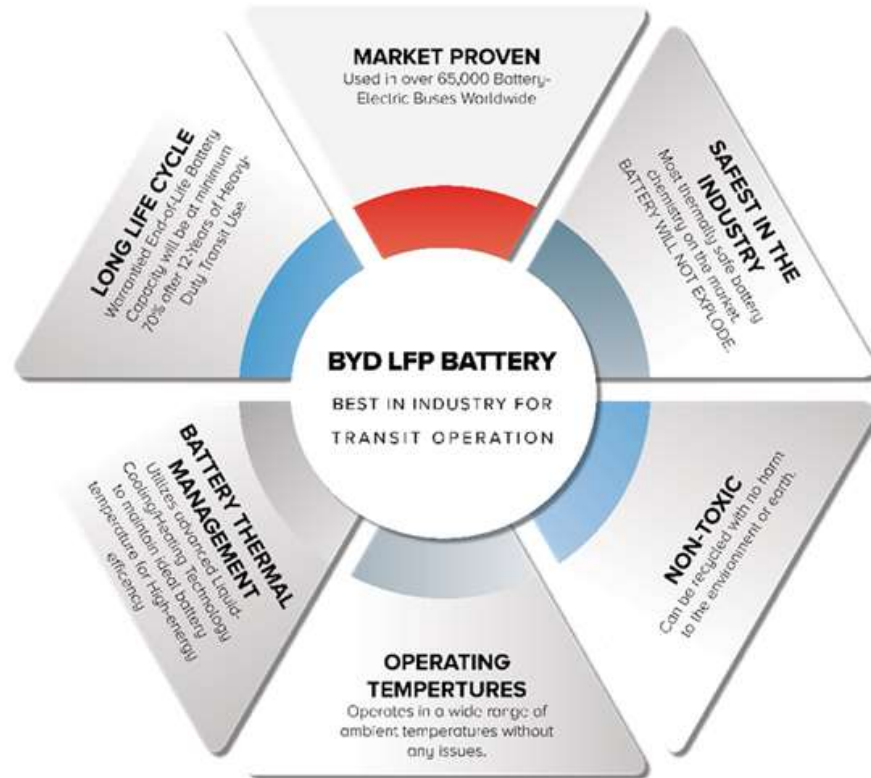 MARKET PROVEN
Used in over 65,000 Battery-
Electric Buses Worldwide
SAFEST IN THE
INDUSTRY
Most thermally safe battery
chemistry on the market.
BATTERY WILL NOT EXPLODE.
NON-TOXIC
Can be recycled with no harm
to the environment or earth.
OPERATING
TEMPERTURES
Operates in a wide range of
ambient temperatures without
any issues.
BATTERY THERMAL
MANAGEMENT
Utilizes advanced Liquid-
Cooling/Heating Technology
to maintain ideal battery
temperature for High-energy
efficency
LONG LIFE CYCLE
Warrantied End-of-Life Battery
Capacity will be at minimum
70% after 12-Years of Heavy-
Duty Transit Use
BYD LFP BATTERY
BEST IN INDUSTRY FOR
TRANSIT OPERATION